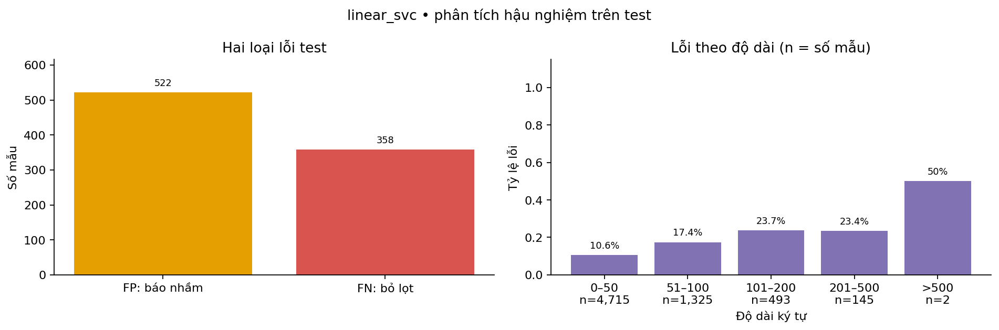 linear_svc • phân tích hậu nghiệm trên test
Hai loại lỗi test
Số mẫu
600
500
400
300
200
100
0
522
358
FP: báo nhầm
FN: bỏ lọt
Lỗi theo độ dài (n = số mẫu)
Tỷ lệ lỗi
1.0
0.8
0.6
0.4
0.2
0.0
10.6%
17.4%
23.7%
23.4%
50%
0–50
n=4,715
51–100
n=1,325
101–200
n=493
201–500
n=145
>500
n=2
Độ dài ký tự